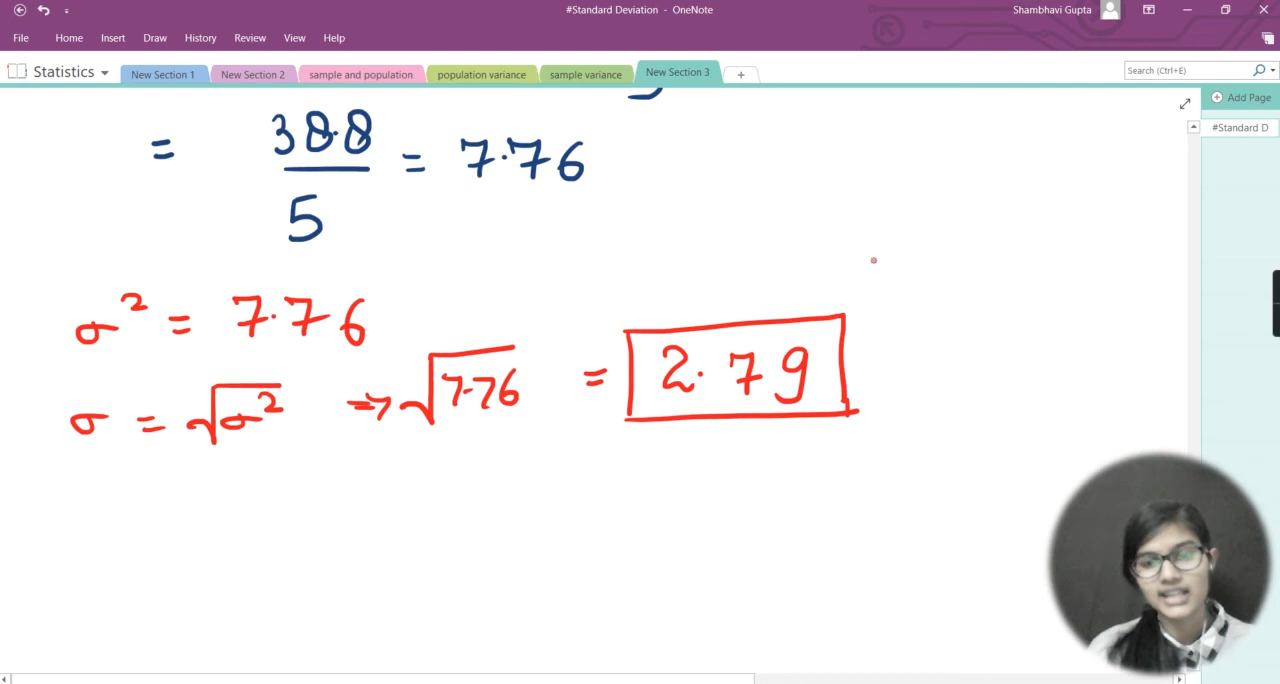 #Standard Deviation - OneNote
Shambhavi Gupta
File Home Insert Draw History Review View Help
Statistics
New Section 1
New Section 2
sample and population
population variance
sample variance
New Section 3
+
Search (Ctrl+E)
Add Page
#Standard D
= 38.8 / 5 = 7.76
σ² = 7.76
σ = √σ² → √7.76 = 2.79